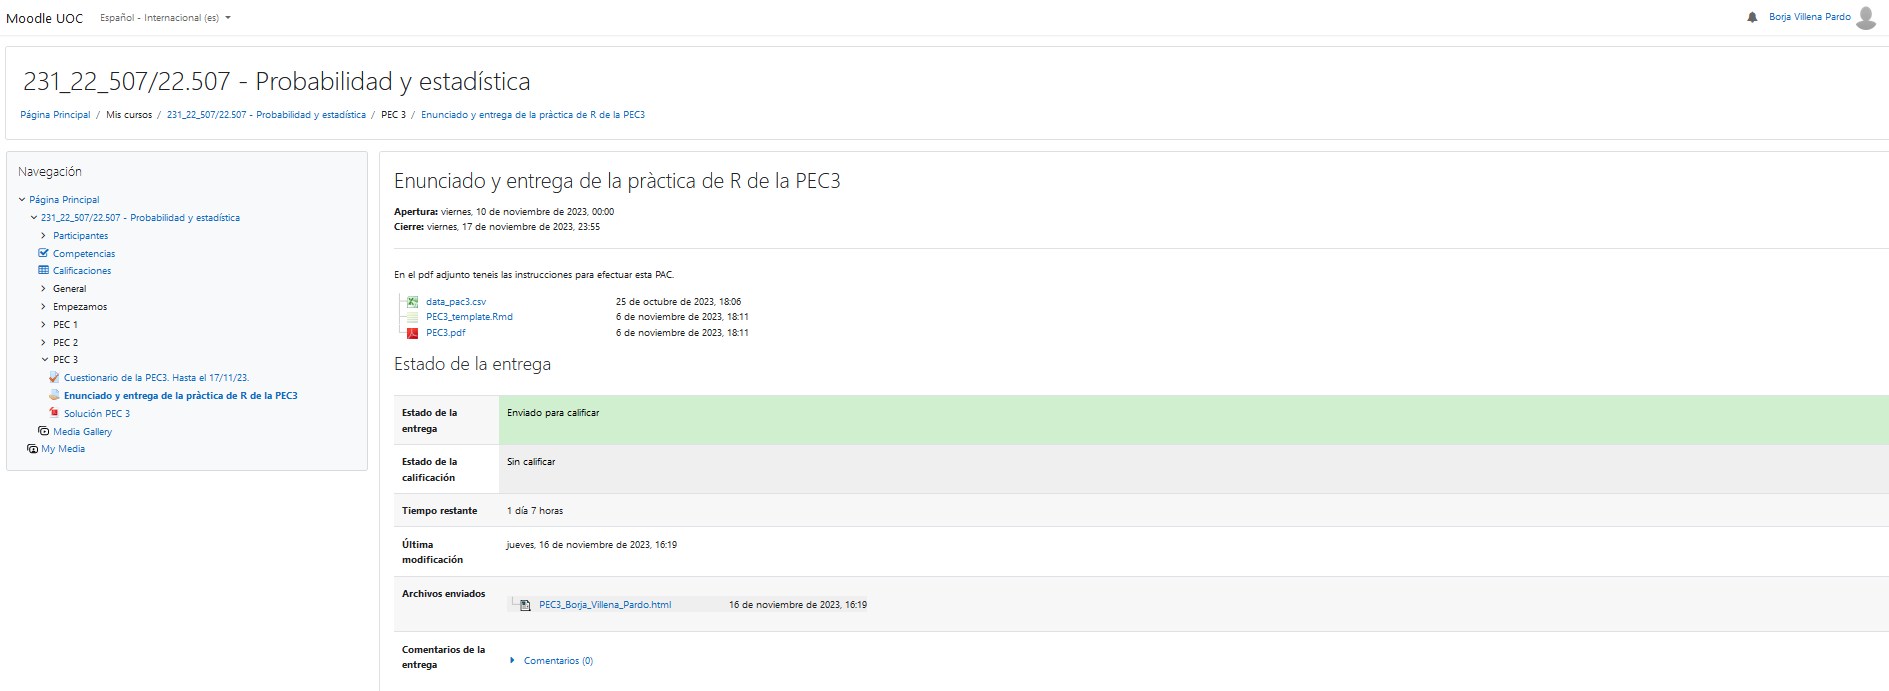 Moodle UOC Español - Internacional (es)
Borja Villena Pardo
231_22_507/22.507 - Probabilidad y estadística
Página Principal / Mis cursos / 231_22_507/22.507 - Probabilidad y estadística / PEC 3 / Enunciado y entrega de la pràctica de R de la PEC3
Navegación
Página Principal
231_22_507/22.507 - Probabilidad y estadística
Participantes
Competencias
Calificaciones
General
Empezamos
PEC 1
PEC 2
PEC 3
Cuestionario de la PEC3. Hasta el 17/11/23.
Enunciado y entrega de la pràctica de R de la PEC3
Solución PEC 3
Media Gallery
My Media
Enunciado y entrega de la pràctica de R de la PEC3
Apertura: viernes, 10 de noviembre de 2023, 00:00
Cierre: viernes, 17 de noviembre de 2023, 23:55
En el pdf adjunto teneis las instrucciones para efectuar esta PAC.
data_pac3.csv 25 de octubre de 2023, 18:06
PEC3_template.Rmd 6 de noviembre de 2023, 18:11
PEC3.pdf 6 de noviembre de 2023, 18:11
Estado de la entrega
Estado de la
entrega
Enviado para calificar
Estado de la
calificación
Sin calificar
Tiempo restante 1 día 7 horas
Última
modificación
jueves, 16 de noviembre de 2023, 16:19
Archivos enviados
PEC3_Borja_Villena_Pardo.html 16 de noviembre de 2023, 16:19
Comentarios de la
entrega
Comentarios (0)